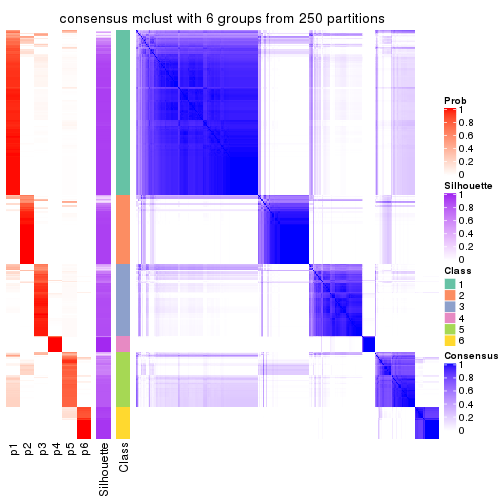 consensus mclust with 6 groups from 250 partitions
Prob
1
0.8
0.6
0.4
0.2
0
Silhouette
1
0.8
0.6
0.4
0.2
0
Class
1
2
3
4
5
6
Consensus
1
0.8
0.6
0.4
0.2
0
p1
p2
p3
p4
p5
p6
Silhouette
Class